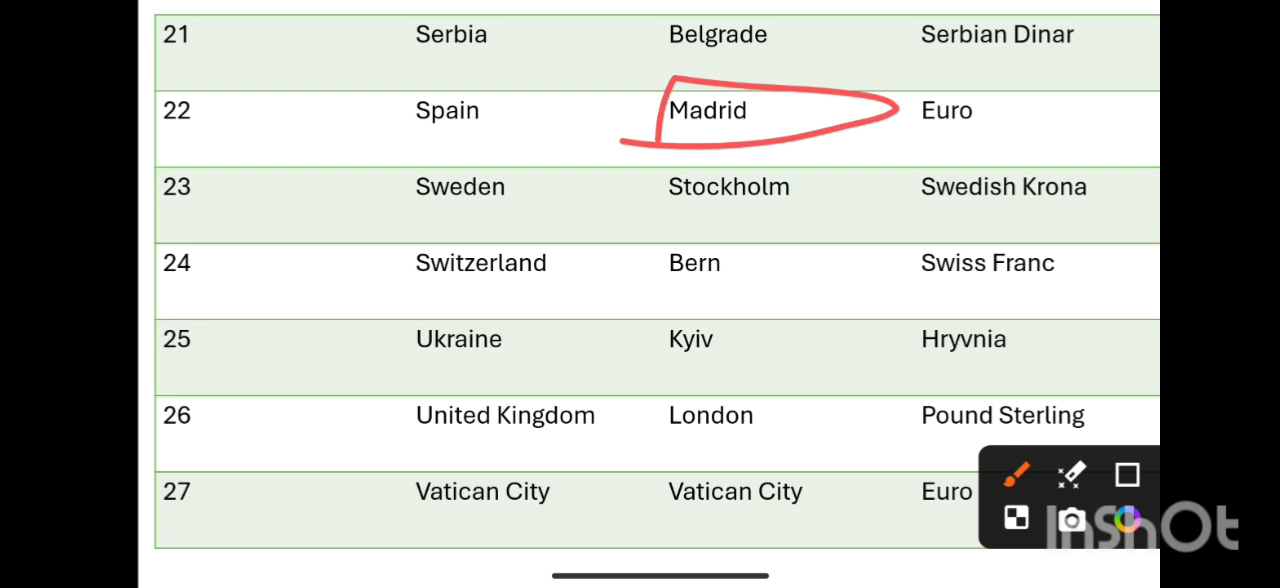 21 Serbia Belgrade Serbian Dinar
22 Spain Madrid Euro
23 Sweden Stockholm Swedish Krona
24 Switzerland Bern Swiss Franc
25 Ukraine Kyiv Hryvnia
26 United Kingdom London Pound Sterling
27 Vatican City Vatican City Euro
InShOt